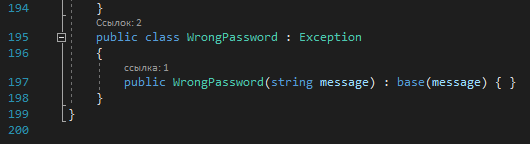 194 }
Ссылок: 2
195 public class WrongPassword : Exception
196 {
ссылка: 1
197 public WrongPassword(string message) : base(message) { }
198 }
199 }
200